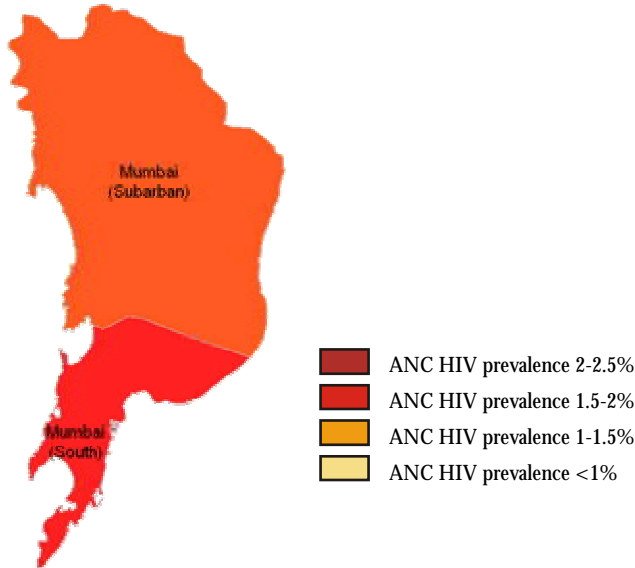 Mumbai
(Subarban)
Mumbai
(South)
ANC HIV prevalence 2-2.5%
ANC HIV prevalence 1.5-2%
ANC HIV prevalence 1-1.5%
ANC HIV prevalence <1%